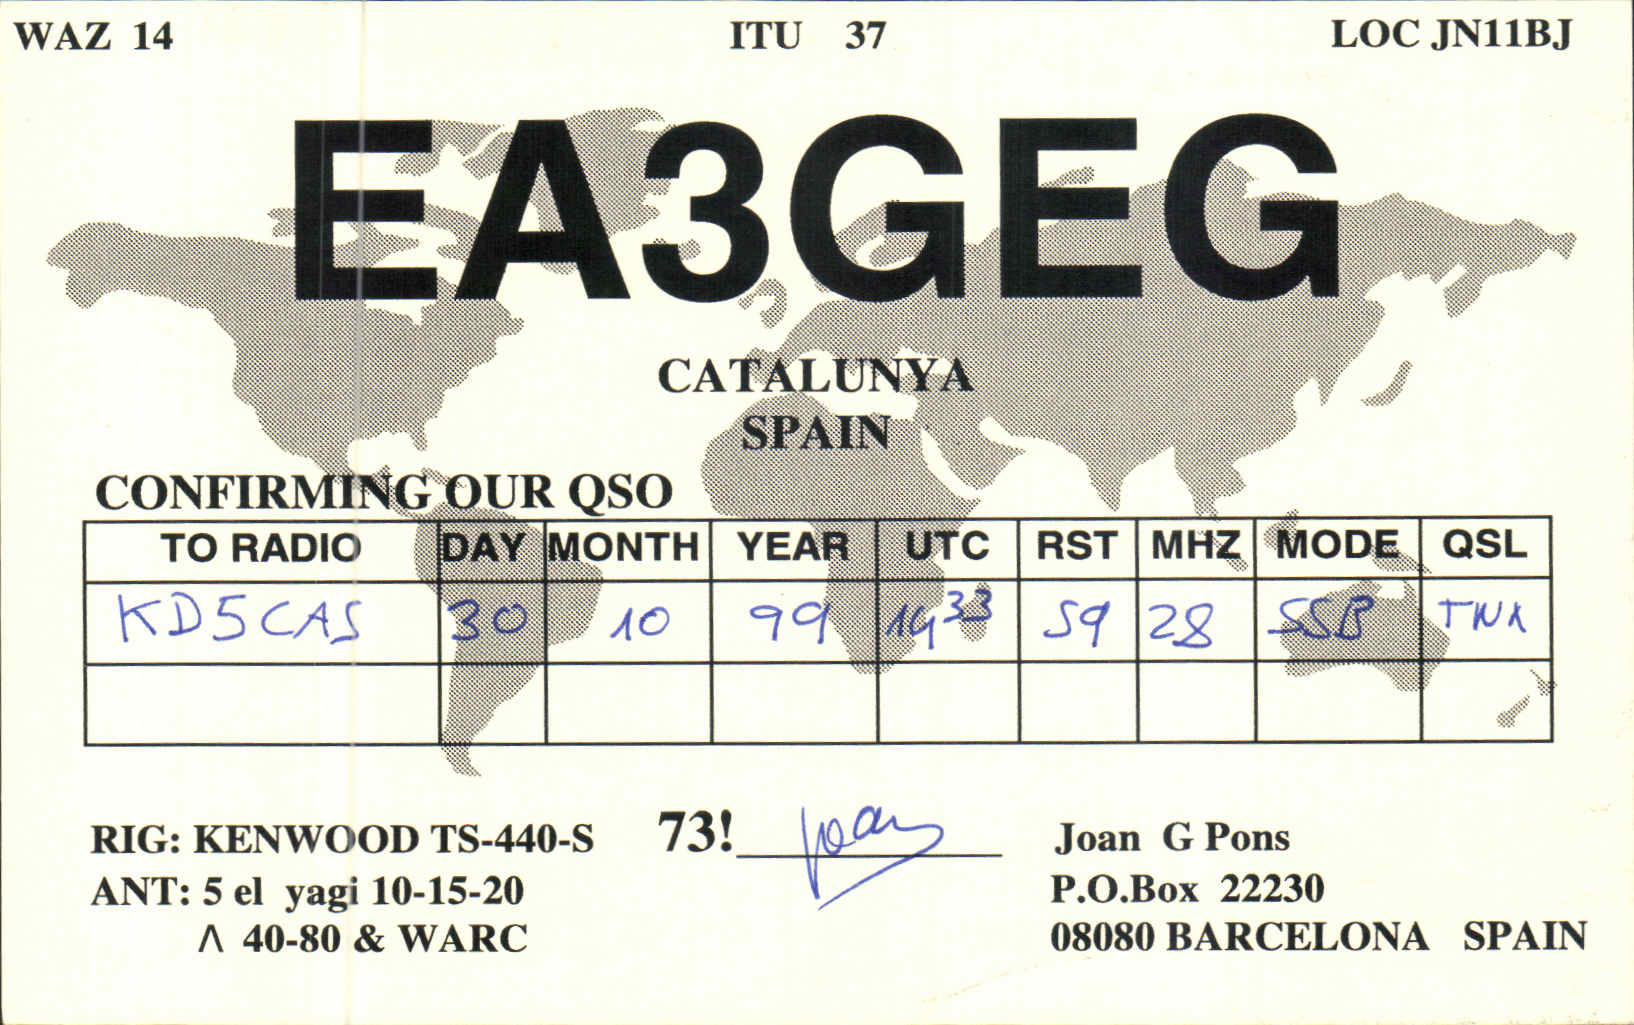 WAZ 14 ITU 37 LOC JN11BJ
EA3GEG
CATALUNYA
SPAIN
CONFIRMING OUR QSO
TO RADIO DAY MONTH YEAR UTC RST MHZ MODE QSL
KD5CAS 30 10 99 1433 59 28 SSB TNX
RIG: KENWOOD TS-440-S 73! Joan Joan G Pons
ANT: 5 el yagi 10-15-20 P.O.Box 22230
Λ 40-80 & WARC 08080 BARCELONA SPAIN